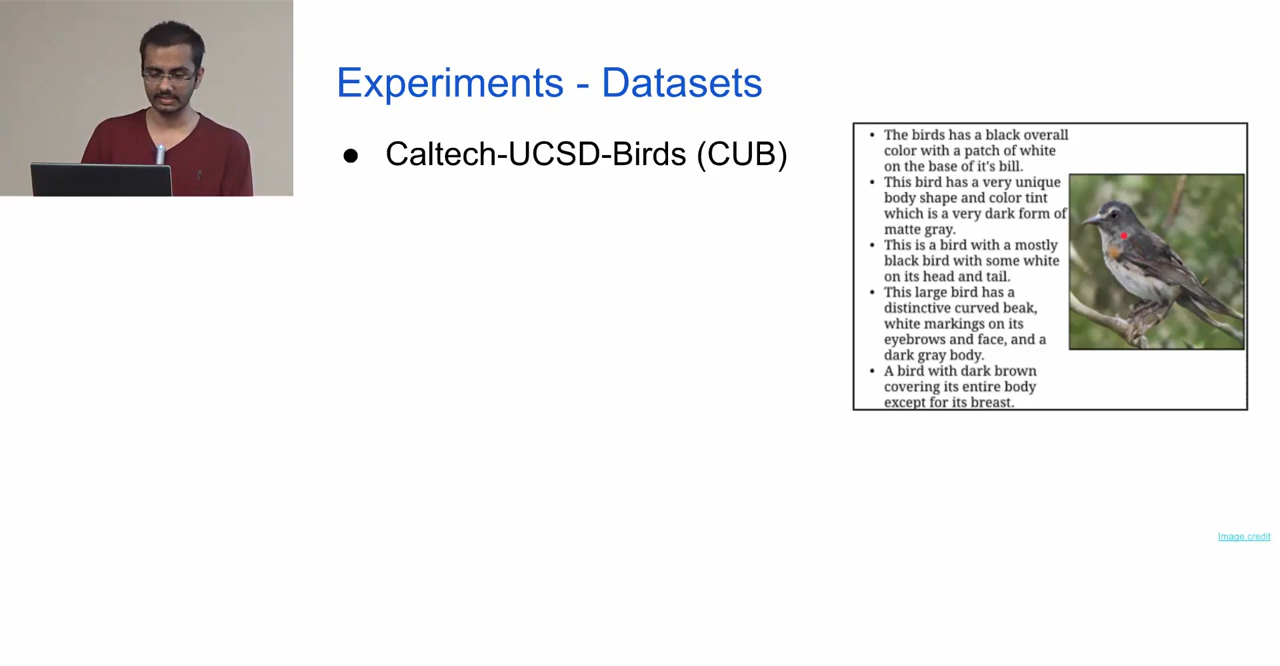 Experiments - Datasets
● Caltech-UCSD-Birds (CUB)
• The birds has a black overall
color with a patch of white
on the base of it's bill.
• This bird has a very unique
body shape and color tint
which is a very dark form of
matte gray.
• This is a bird with a mostly
black bird with some white
on its head and tail.
• This large bird has a
distinctive curved beak,
white markings on its
eyebrows and face, and a
dark gray body.
• A bird with dark brown
covering its entire body
except for its breast.
Image credit